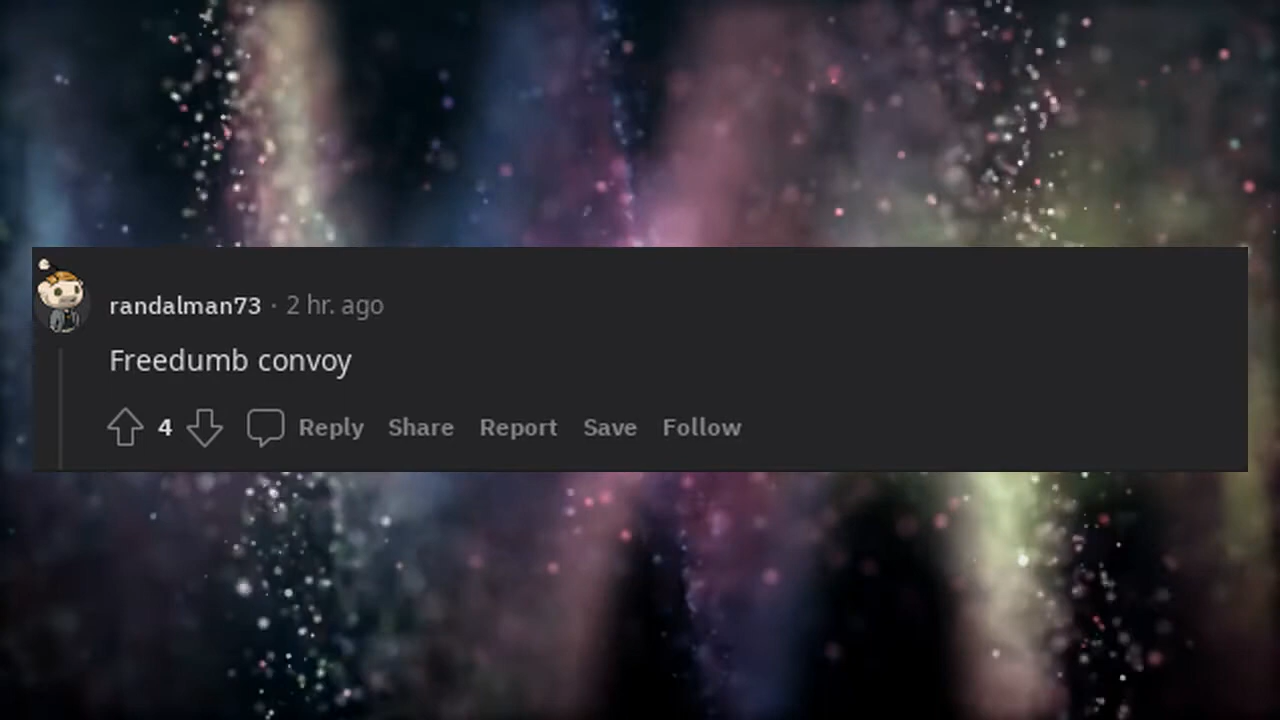 randalman73 · 2 hr. ago
Freedumb convoy
4 Reply Share Report Save Follow